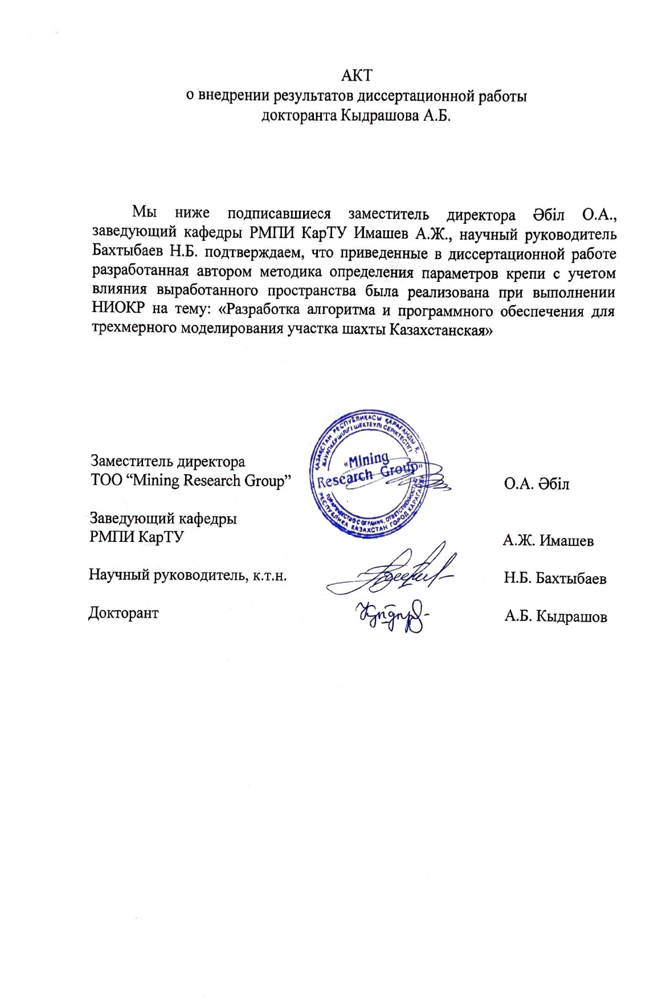 АКТ
о внедрении результатов диссертационной работы
докторанта Кыдрашова А.Б.
Мы ниже подписавшиеся заместитель директора Әбіл О.А.,
заведующий кафедры РМПИ КарТУ Имашев А.Ж., научный руководитель
Бахтыбаев Н.Б. подтверждаем, что приведенные в диссертационной работе
разработанная автором методика определения параметров крепи с учетом
влияния выработанного пространства была реализована при выполнении
НИОКР на тему: «Разработка алгоритма и программного обеспечения для
трехмерного моделирования участка шахты Казахстанская»
ҚАЗАҚСТАН РЕСПУБЛИКАСЫ ҚАРАҒАНДЫ Қ.
ЖАУАПКЕРШІЛІГІ ШЕКТЕУЛІ СЕРІКТЕСТІГІ
«Mining
Research Group»
ТОВАРИЩЕСТВО С ОГРАНИЧ. ОТВЕТСТВЕННОСТЬЮ
РЕСПУБЛИКА КАЗАХСТАН ГОРОД КАРАГАНДА
Заместитель директора
ТОО “Mining Research Group” О.А. Әбіл
Заведующий кафедры
РМПИ КарТУ А.Ж. Имашев
Научный руководитель, к.т.н. Н.Б. Бахтыбаев
Докторант А.Б. Кыдрашов